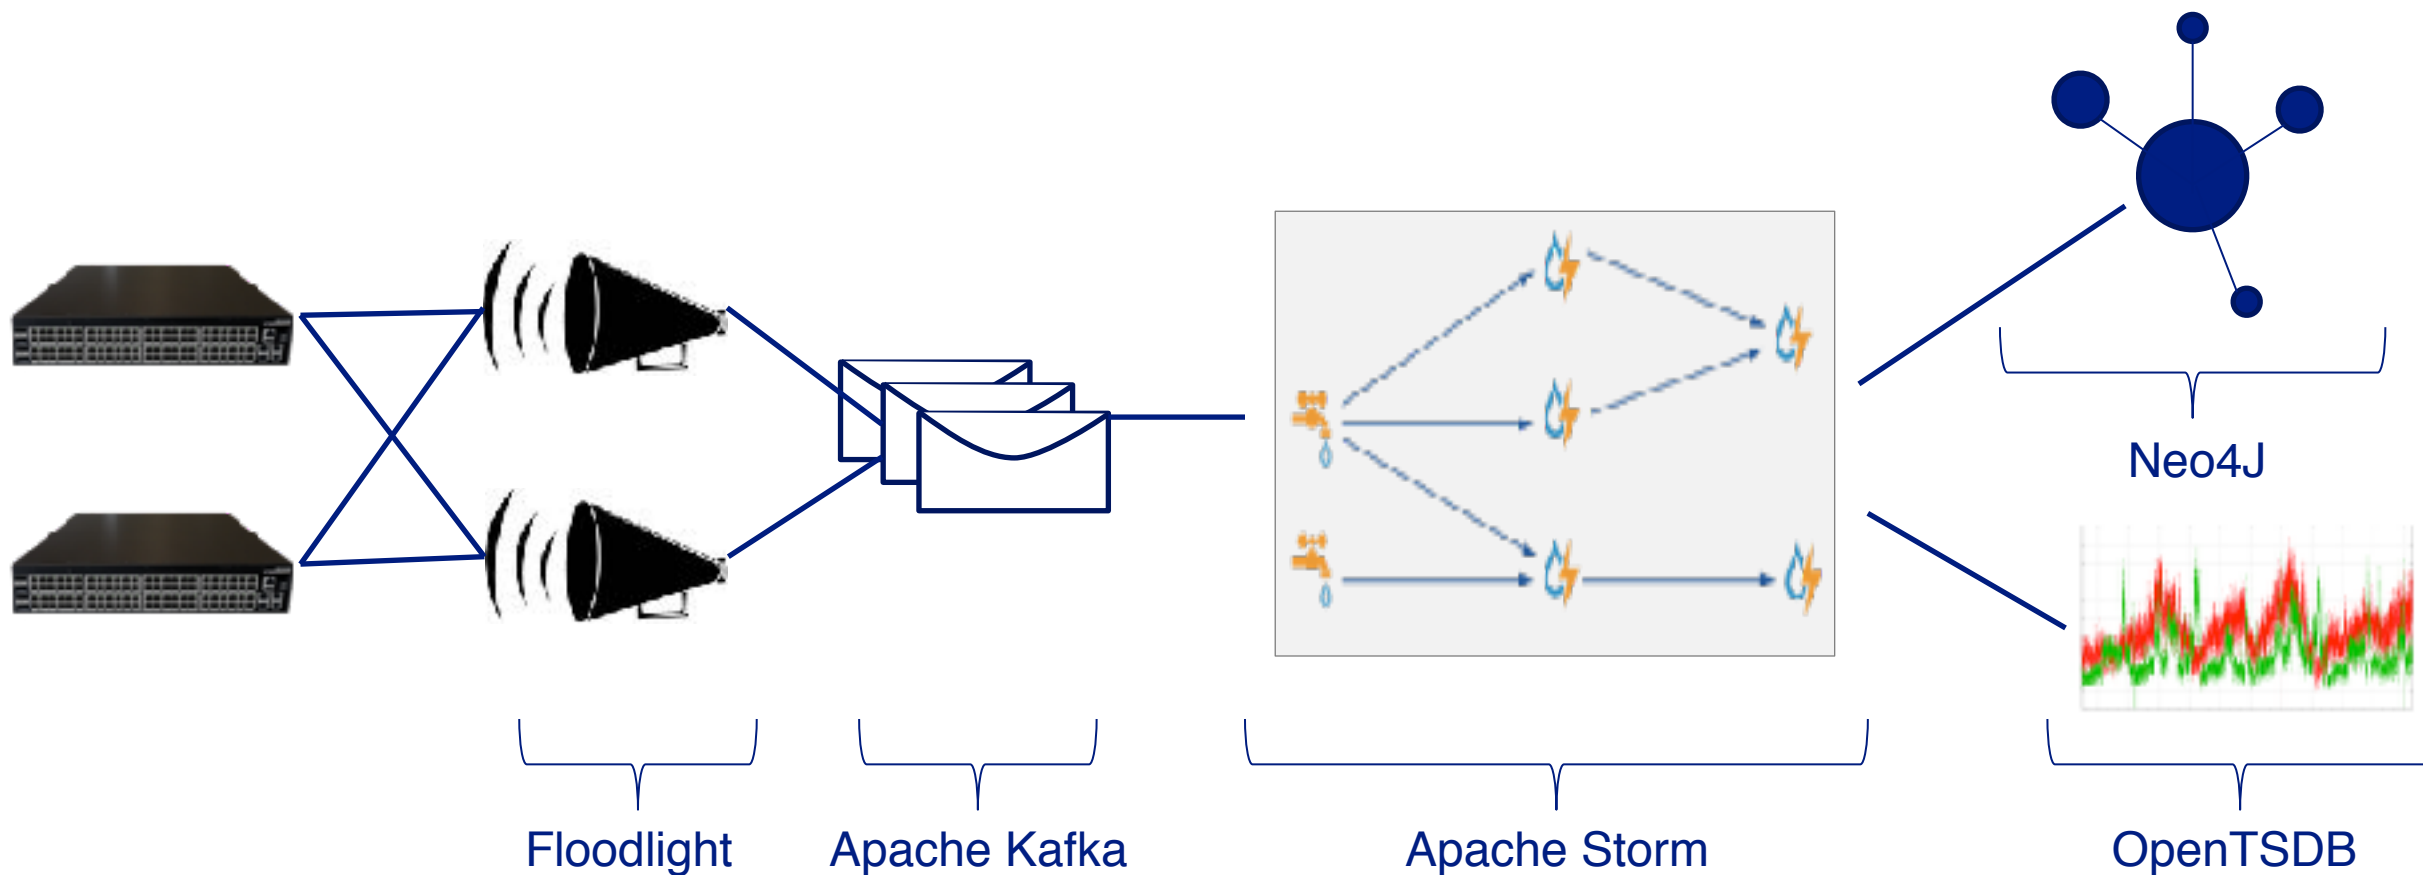 Neo4J
Floodlight
Apache Kafka
Apache Storm
OpenTSDB